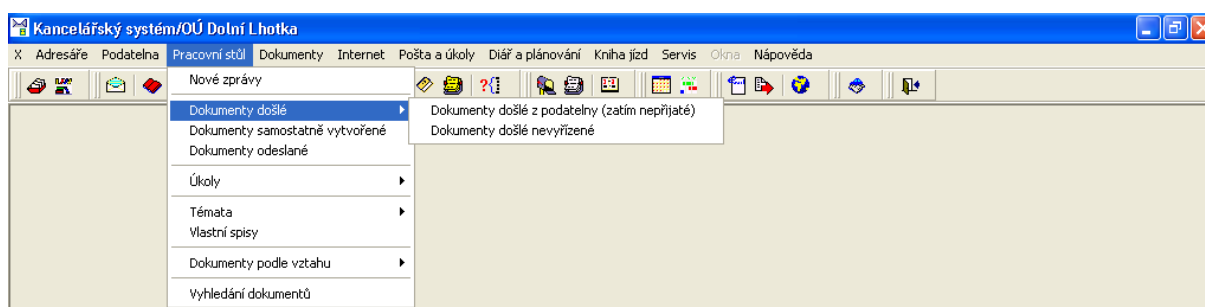 Kancelářský systém/OÚ Dolní Lhotka
X Adresáře Podatelna Pracovní stůl Dokumenty Internet Pošta a úkoly Diář a plánování Kniha jízd Servis Okna Nápověda
Nové zprávy
Dokumenty došlé
Dokumenty došlé z podatelny (zatím nepřijaté)
Dokumenty samostatně vytvořené
Dokumenty došlé nevyřízené
Dokumenty odeslané
Úkoly
Témata
Vlastní spisy
Dokumenty podle vztahu
Vyhledání dokumentů